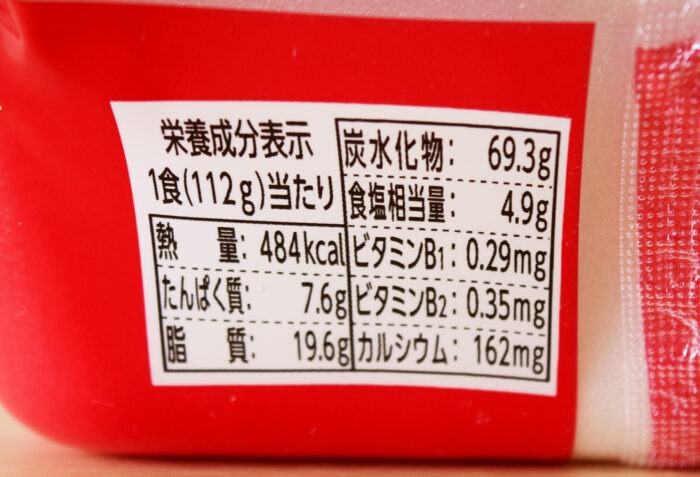 栄養成分表示
1食(112g)当たり
熱　量: 484kcal
たんぱく質: 7.6g
脂　質: 19.6g
炭水化物: 69.3g
食塩相当量: 4.9g
ビタミンB1: 0.29mg
ビタミンB2: 0.35mg
カルシウム: 162mg